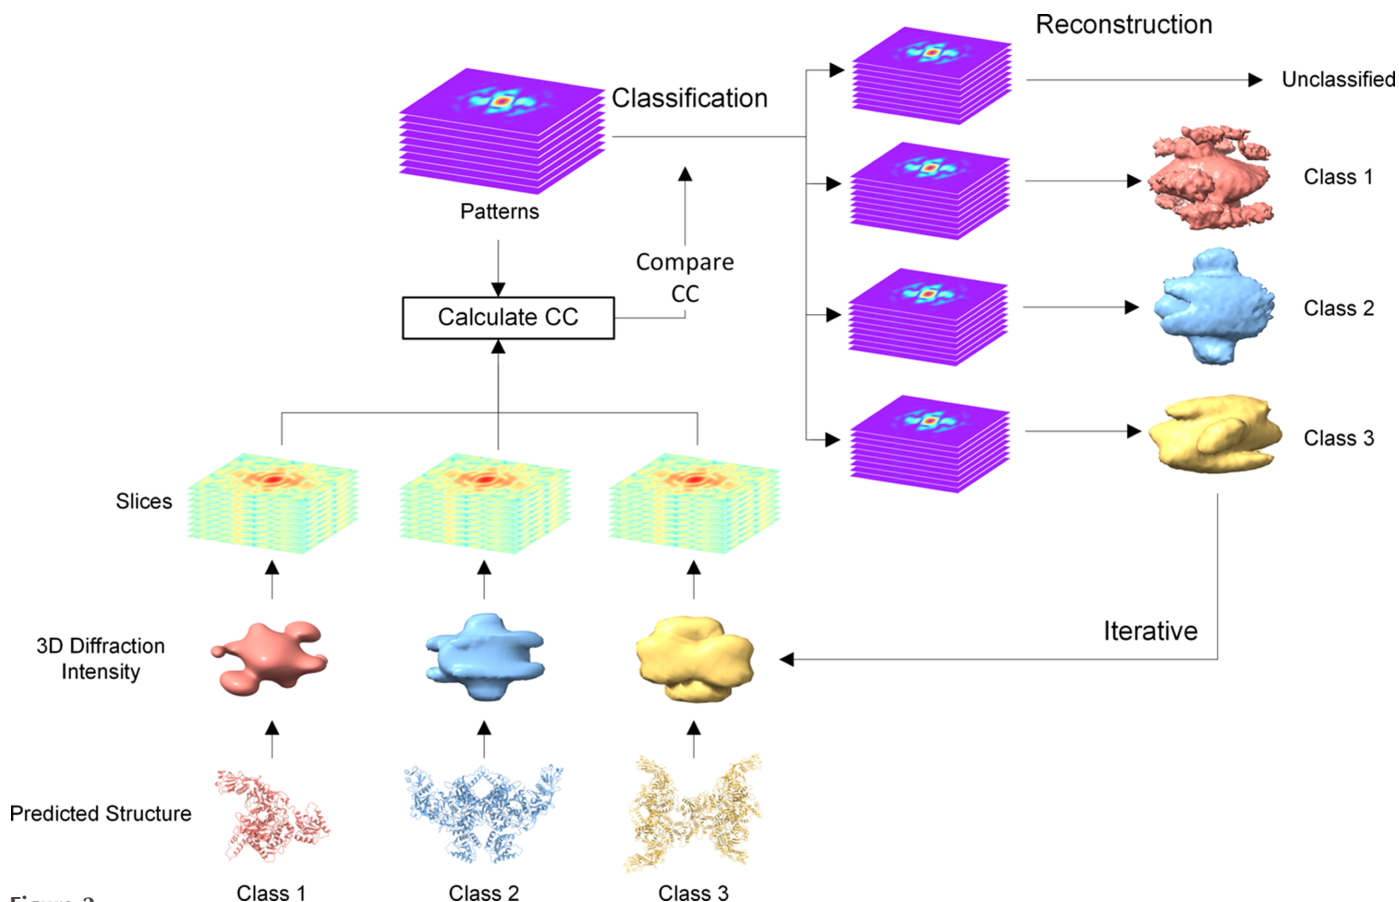 Reconstruction
Unclassified
Classification
Class 1
Patterns
Compare
CC
Class 2
Calculate CC
Class 3
Slices
Iterative
3D Diffraction
Intensity
Predicted Structure
Class 1
Class 2
Class 3